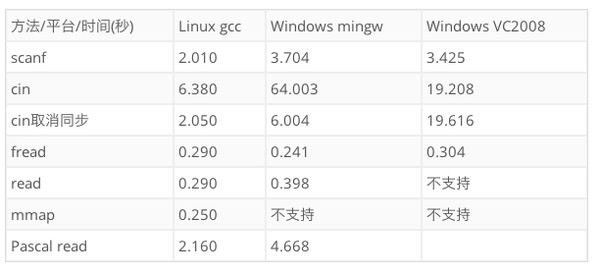 方法/平台/时间(秒) Linux gcc Windows mingw Windows VC2008
scanf 2.010 3.704 3.425
cin 6.380 64.003 19.208
cin取消同步 2.050 6.004 19.616
fread 0.290 0.241 0.304
read 0.290 0.398 不支持
mmap 0.250 不支持 不支持
Pascal read 2.160 4.668